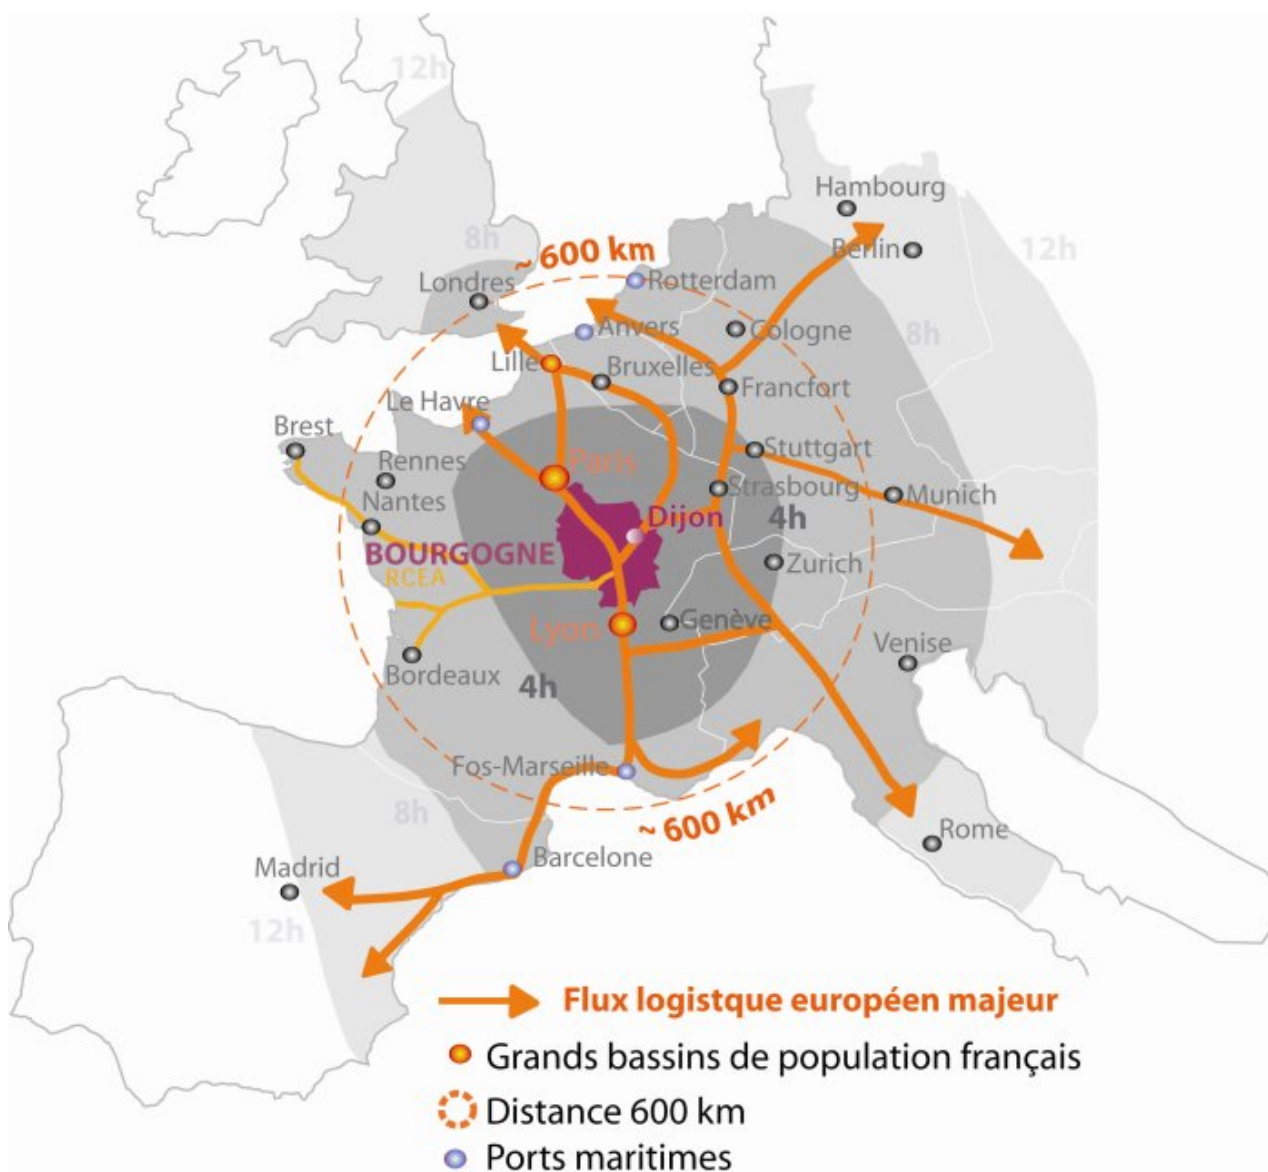 12h
Hambourg
8h
~ 600 km
Berlin
12h
Londres
Rotterdam
Anvers
Cologne
8h
Lille
Bruxelles
Francfort
Le Havre
Brest
Rennes
Paris
Stuttgart
Nantes
Strasbourg
Munich
Dijon
4h
BOURGOGNE
RCEA
Zurich
Lyon
Genève
Venise
Bordeaux
4h
Fos-Marseille
~ 600 km
8h
Rome
Barcelone
Madrid
12h
Flux logistque européen majeur
Grands bassins de population français
Distance 600 km
Ports maritimes